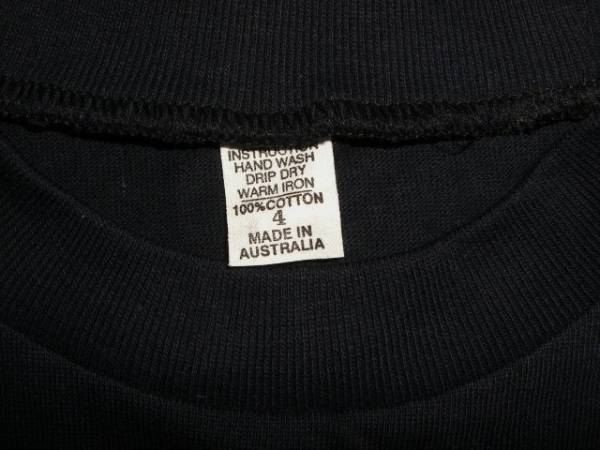 INSTRUCTION
HAND WASH
DRIP DRY
WARM IRON
100%COTTON
4
MADE IN
AUSTRALIA